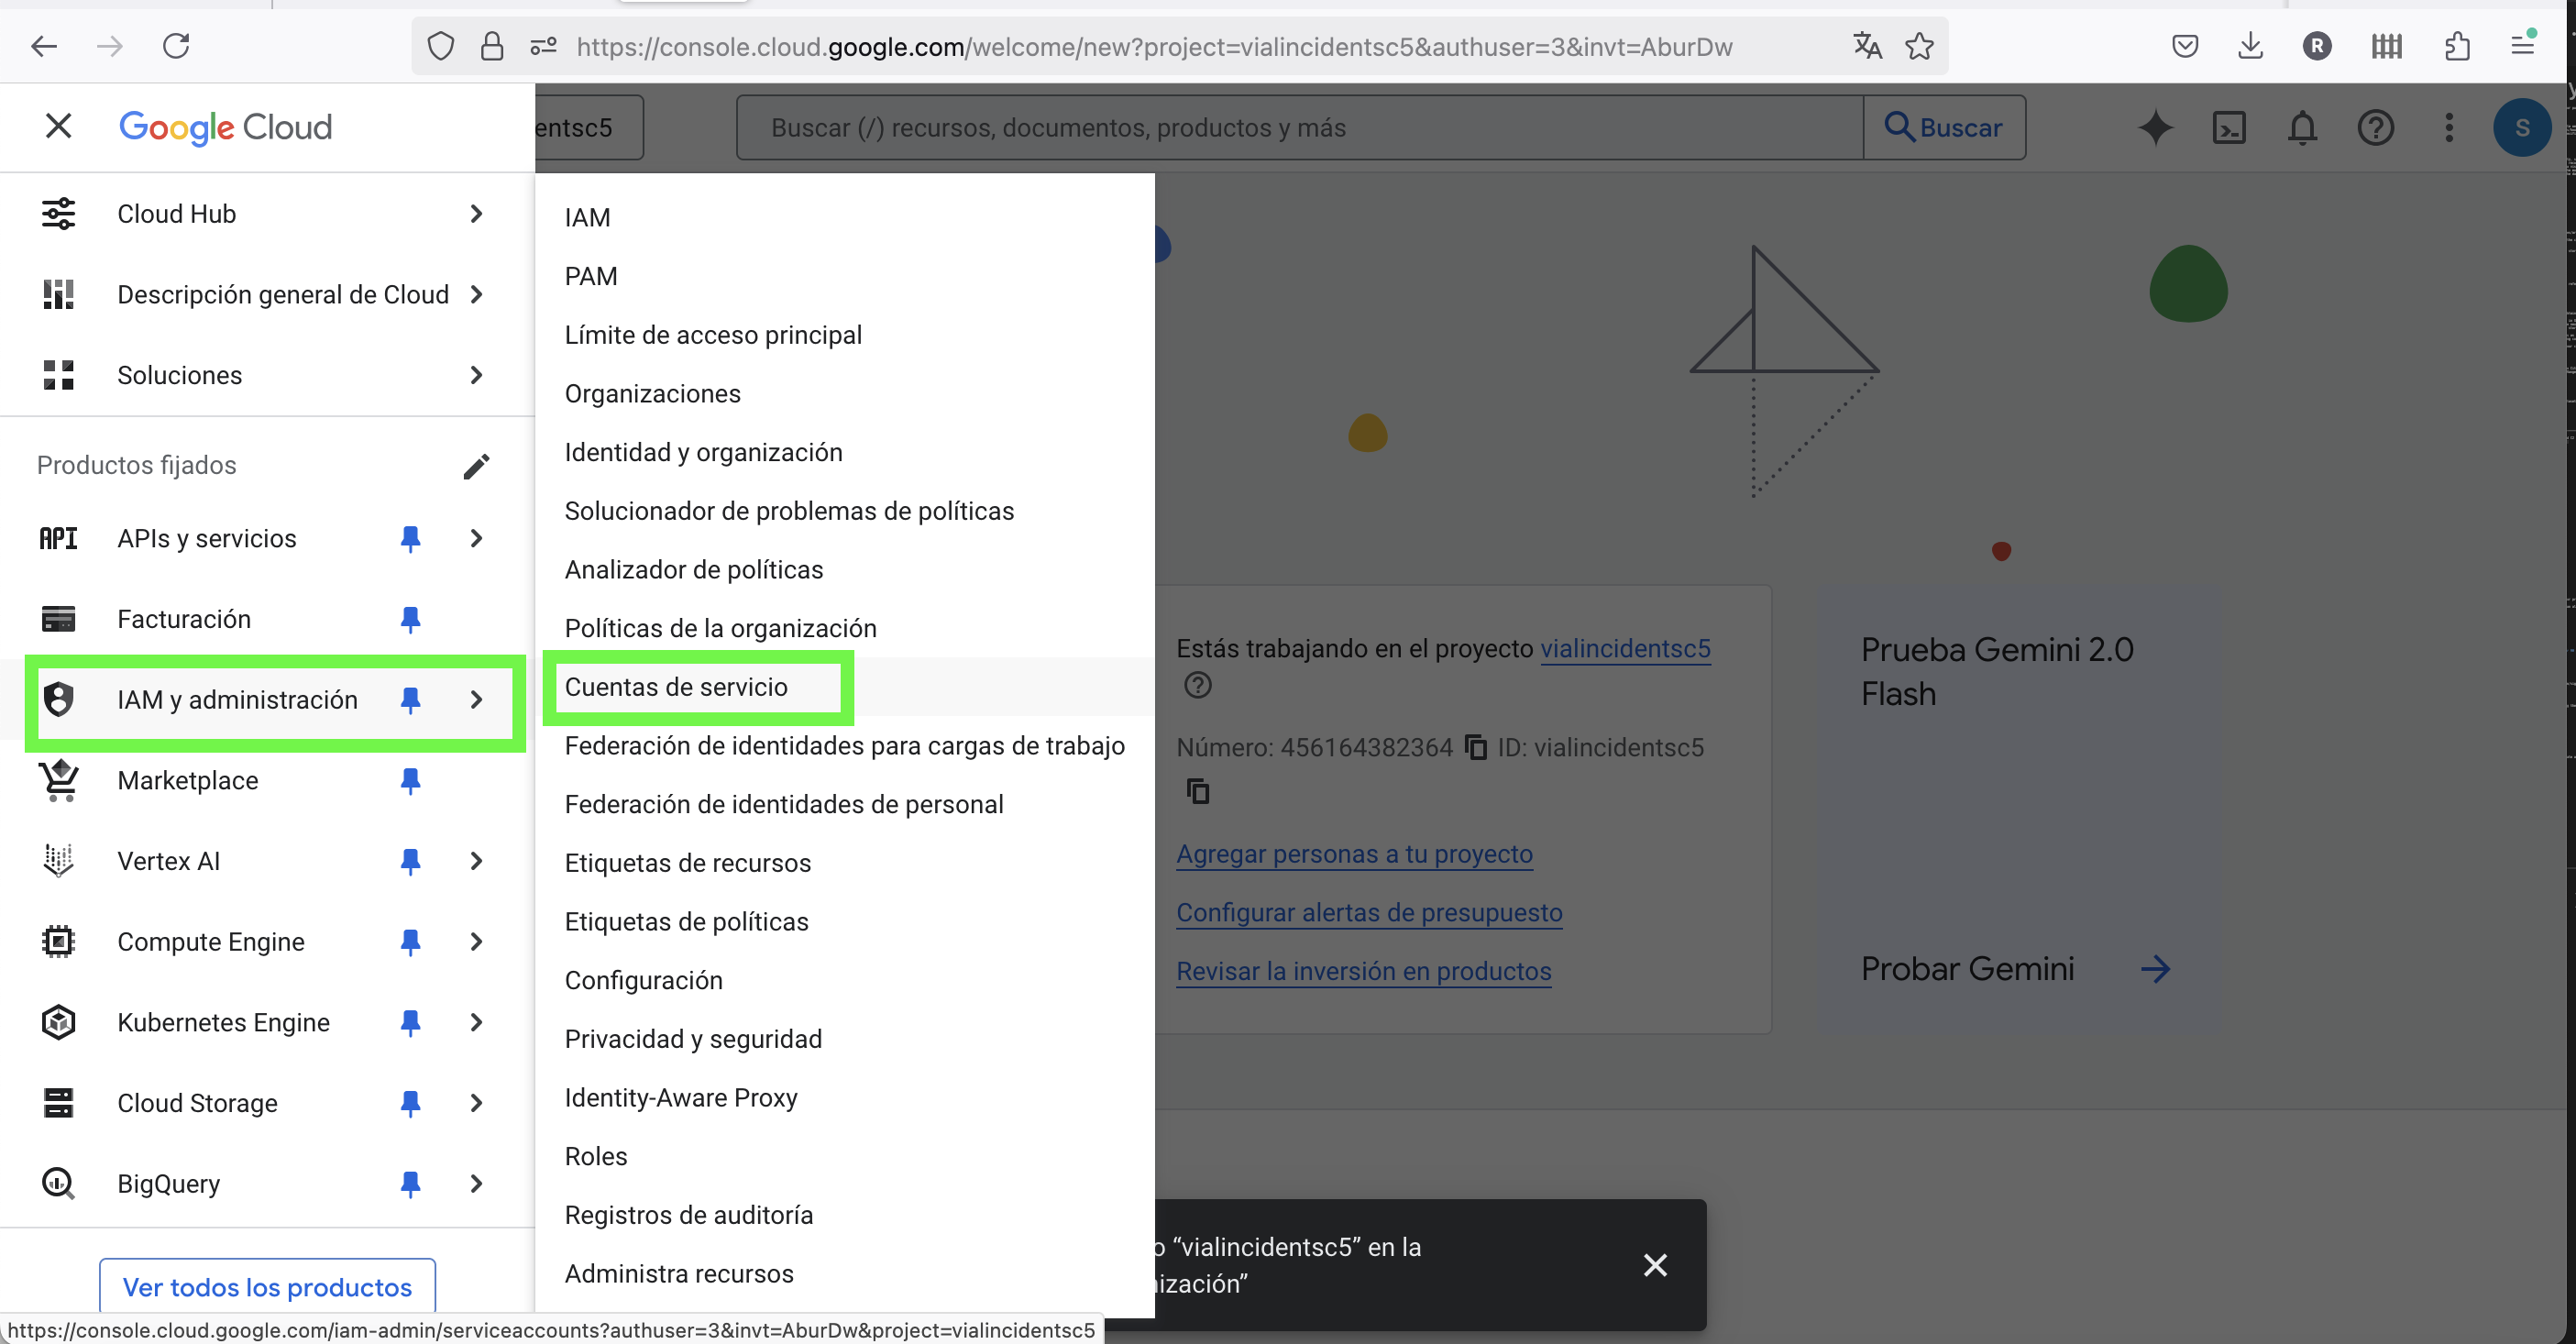 https://console.cloud.google.com/welcome/new?project=vialincidentsc5&authuser=3&invt=AburDw
R
Google Cloud
entsc5
Buscar (/) recursos, documentos, productos y más
Buscar
S
Cloud Hub
Descripción general de Cloud
Soluciones
Productos fijados
API APIs y servicios
Facturación
IAM y administración
Marketplace
Vertex AI
Compute Engine
Kubernetes Engine
Cloud Storage
BigQuery
Ver todos los productos
IAM
PAM
Límite de acceso principal
Organizaciones
Identidad y organización
Solucionador de problemas de políticas
Analizador de políticas
Políticas de la organización
Cuentas de servicio
Federación de identidades para cargas de trabajo
Federación de identidades de personal
Etiquetas de recursos
Etiquetas de políticas
Configuración
Privacidad y seguridad
Identity-Aware Proxy
Roles
Registros de auditoría
Administra recursos
Estás trabajando en el proyecto vialincidentsc5
Número: 456164382364 ID: vialincidentsc5
Agregar personas a tu proyecto
Configurar alertas de presupuesto
Revisar la inversión en productos
Prueba Gemini 2.0
Flash
Probar Gemini
o “vialincidentsc5” en la
nización”
https://console.cloud.google.com/iam-admin/serviceaccounts?authuser=3&invt=AburDw&project=vialincidentsc5